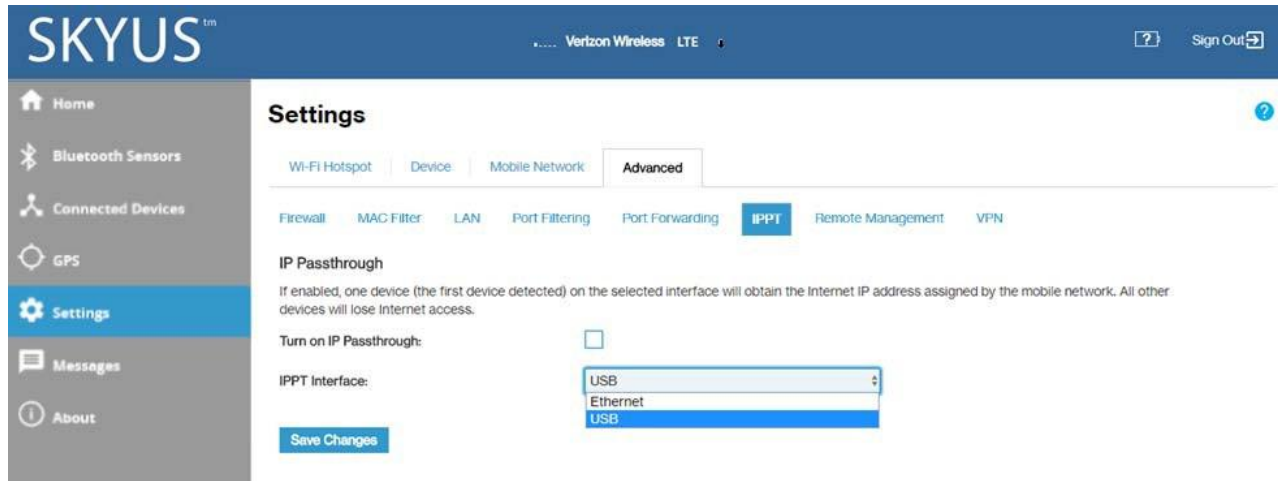 SKYUS™
..... Verizon Wireless LTE
?
Sign Out
Home
Bluetooth Sensors
Connected Devices
GPS
Settings
Messages
About
Settings
?
Wi-Fi Hotspot Device Mobile Network Advanced
Firewall MAC Filter LAN Port Filtering Port Forwarding IPPT Remote Management VPN
IP Passthrough
If enabled, one device (the first device detected) on the selected interface will obtain the Internet IP address assigned by the mobile network. All other
devices will lose Internet access.
Turn on IP Passthrough:
IPPT Interface:
USB
Ethernet
USB
Save Changes